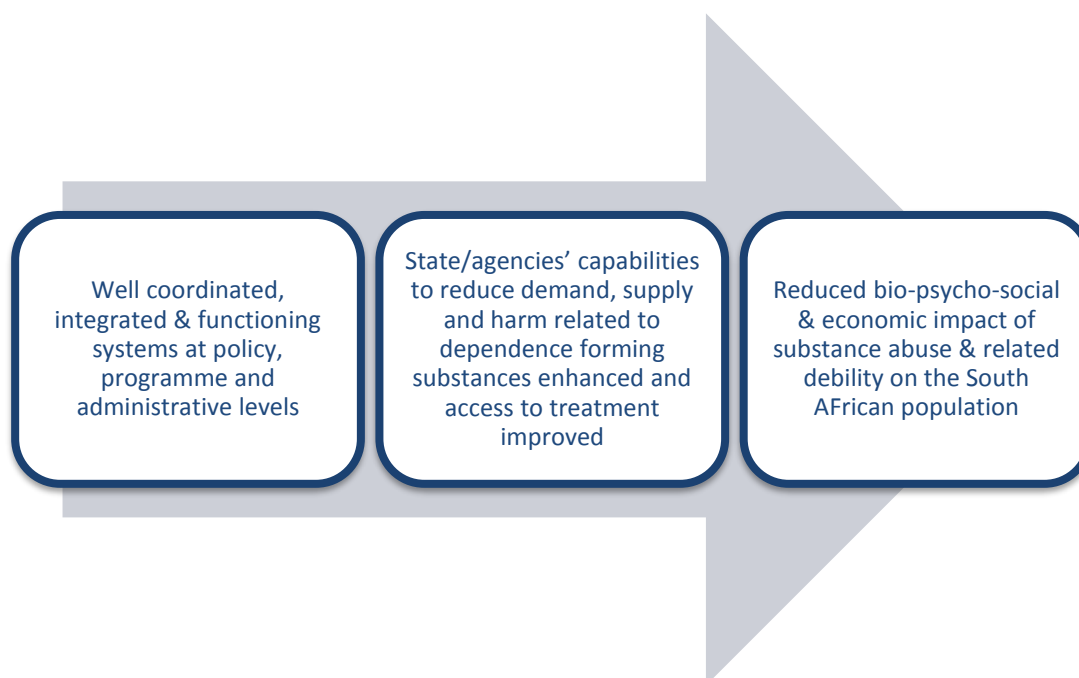 Well coordinated,
integrated & functioning
systems at policy,
programme and
administrative levels
State/agencies’ capabilities
to reduce demand, supply
and harm related to
dependence forming
substances enhanced and
access to treatment
improved
Reduced bio-psycho-social
& economic impact of
substance abuse & related
debility on the South
AFrican population